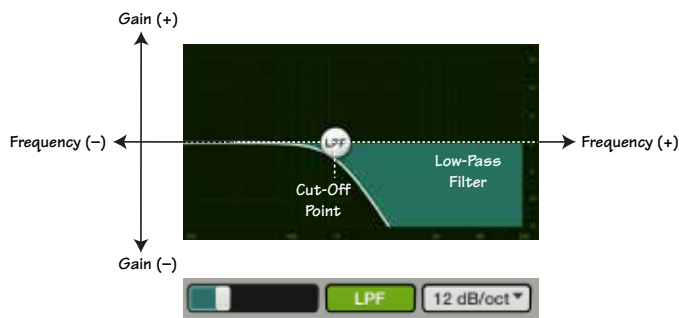 Gain (+)
Frequency (–)
LPF
Frequency (+)
Low-Pass
Filter
Cut-Off
Point
Gain (–)
LPF
12 dB/oct